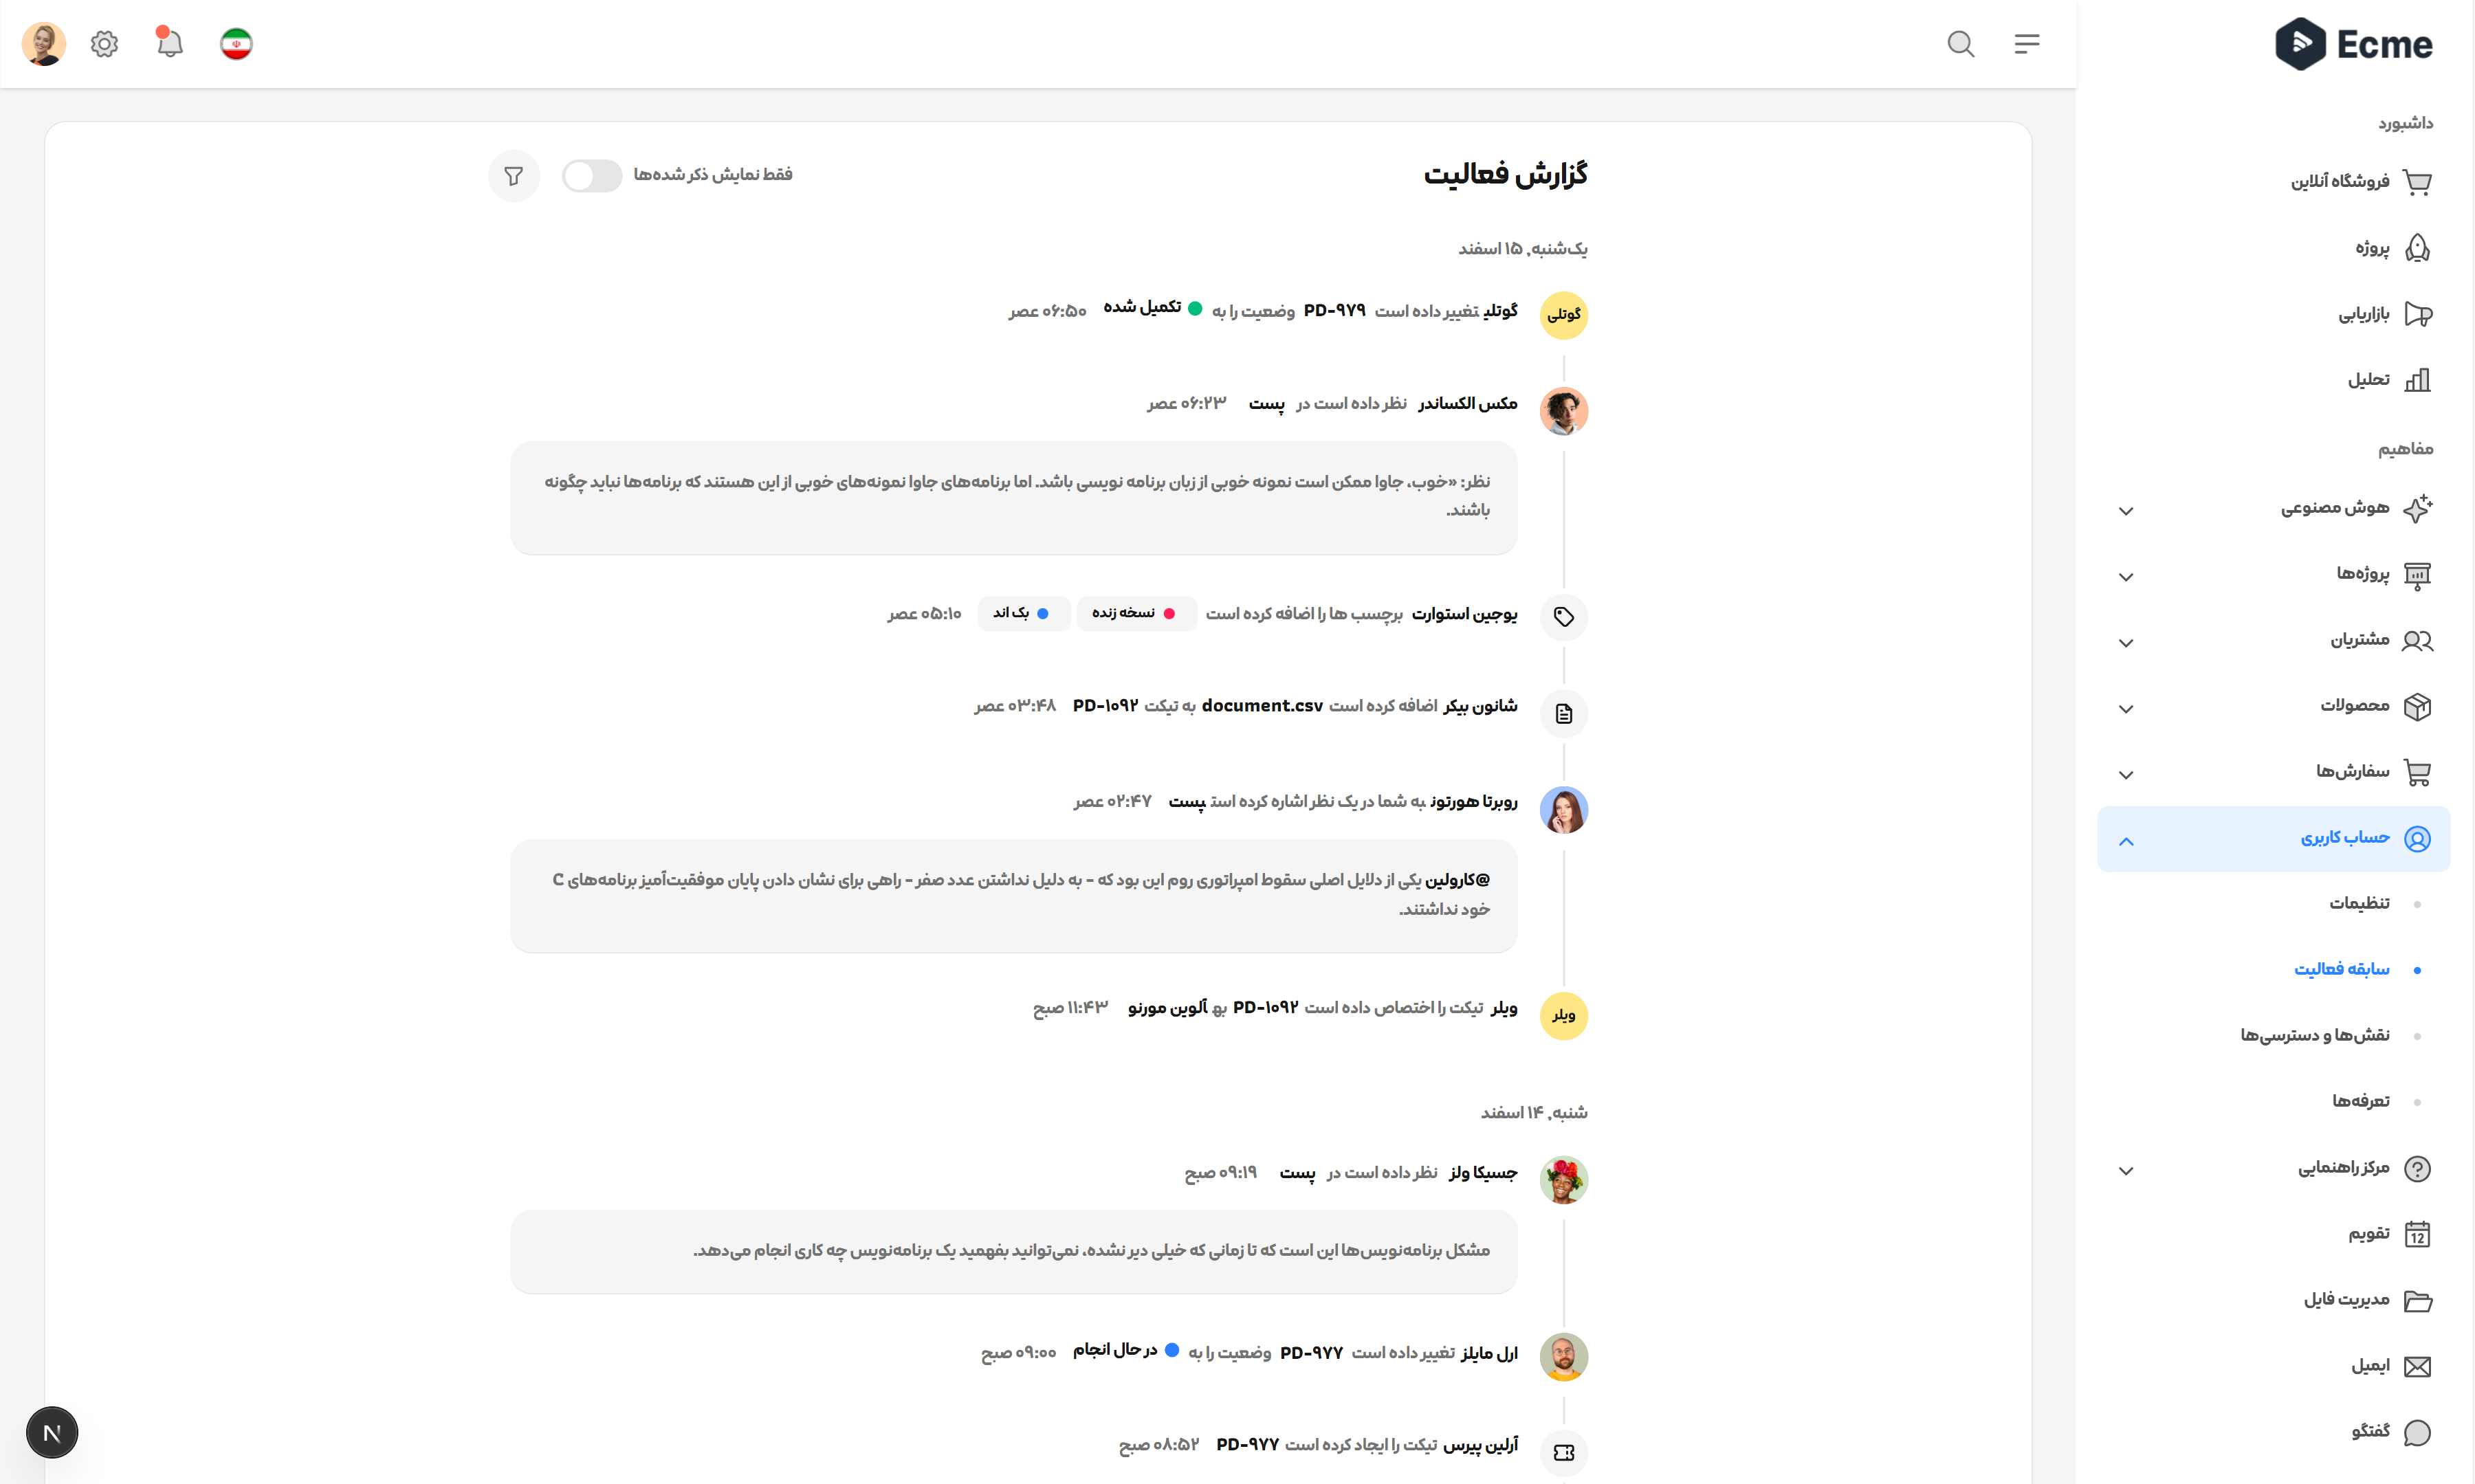 Ecme
داشبورد
فروشگاه آنلاین
پروژه
بازاریابی
تحلیل
مفاهیم
هوش مصنوعی
پروژه‌ها
مشتریان
محصولات
سفارش‌ها
حساب کاربری
تنظیمات
سابقه فعالیت
نقش‌ها و دسترسی‌ها
تعرفه‌ها
مرکز راهنمایی
12
تقویم
مدیریت فایل
ایمیل
گفتگو
گزارش فعالیت
فقط نمایش ذکر شده‌ها
یک‌شنبه, ۱۵ اسفند
گوتلی
گوتلی تغییر داده است PD-۹۷۹ وضعیت را به تکمیل شده ۰۶:۵۰ عصر
مکس الکساندر نظر داده است در پست ۰۶:۲۳ عصر
نظر: «خوب، جاوا ممکن است نمونه خوبی از زبان برنامه نویسی باشد. اما برنامه‌های جاوا نمونه‌های خوبی از این هستند که برنامه‌ها نباید چگونه
باشند.
یوجین استوارت برچسب ها را اضافه کرده است نسخه زنده بک اند ۰۵:۱۰ عصر
شانون بیکر اضافه کرده است document.csv به تیکت PD-۱۰۹۲ ۰۳:۴۸ عصر
روبرتا هورتون به شما در یک نظر اشاره کرده است پست ۰۲:۴۷ عصر
@کارولین یکی از دلایل اصلی سقوط امپراتوری روم این بود که - به دلیل نداشتن عدد صفر - راهی برای نشان دادن پایان موفقیت‌آمیز برنامه‌های C
خود نداشتند.
ویلر
ویلر تیکت را اختصاص داده است PD-۱۰۹۲ به آلوین مورنو ۱۱:۴۳ صبح
شنبه, ۱۴ اسفند
جسیکا ولز نظر داده است در پست ۰۹:۱۹ صبح
مشکل برنامه‌نویس‌ها این است که تا زمانی که خیلی دیر نشده، نمی‌توانید بفهمید یک برنامه‌نویس چه کاری انجام می‌دهد.
ارل مایلز تغییر داده است PD-۹۷۷ وضعیت را به در حال انجام ۰۹:۰۰ صبح
آرلین پیرس تیکت را ایجاد کرده است PD-۹۷۷ ۰۸:۵۲ صبح
N